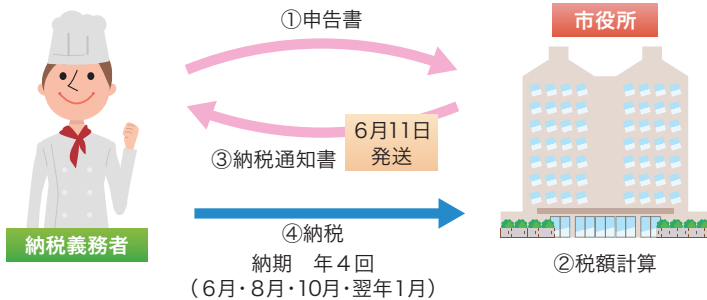 ①申告書
市役所
6月11日
発送
③納税通知書
納税義務者
④納税
納期　年4回
（6月・8月・10月・翌年1月）
②税額計算